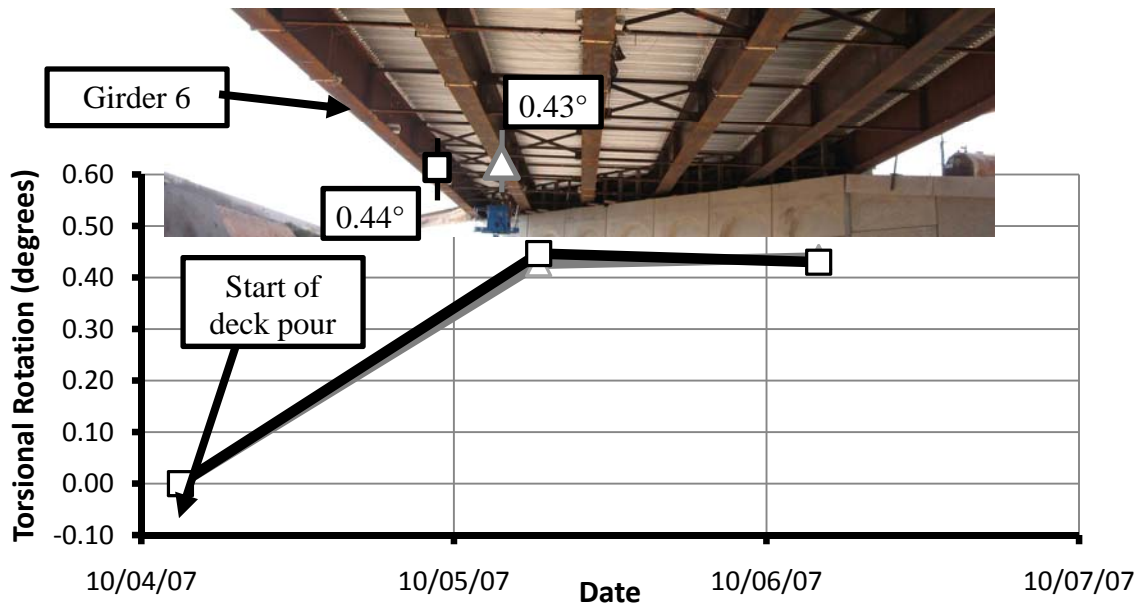 Girder 6
0.43°
0.44°
Start of
deck pour
Torsional Rotation (degrees)
0.60
0.50
0.40
0.30
0.20
0.10
0.00
-0.10
10/04/07
10/05/07
10/06/07
10/07/07
Date